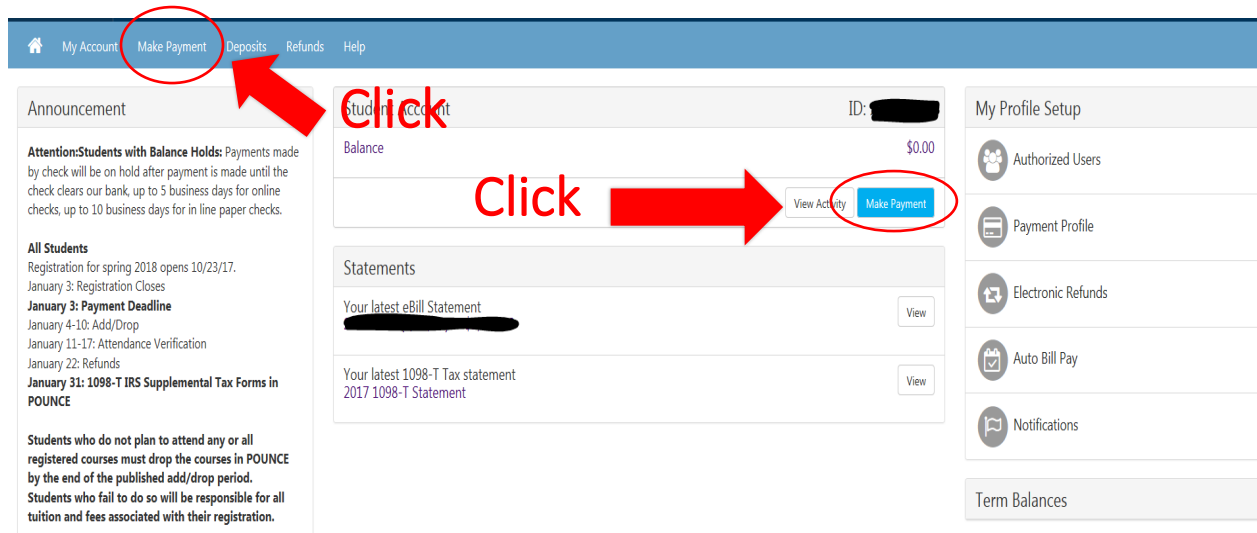 My Account Make Payment Deposits Refunds Help
Announcement
Attention:Students with Balance Holds: Payments made
by check will be on hold after payment is made until the
check clears our bank, up to 5 business days for online
checks, up to 10 business days for in line paper checks.
All Students
Registration for spring 2018 opens 10/23/17.
January 3: Registration Closes
January 3: Payment Deadline
January 4-10: Add/Drop
January 11-17: Attendance Verification
January 22: Refunds
January 31: 1098-T IRS Supplemental Tax Forms in
POUNCE
Students who do not plan to attend any or all
registered courses must drop the courses in POUNCE
by the end of the published add/drop period.
Students who fail to do so will be responsible for all
tuition and fees associated with their registration.
Click
Student Account ID:
Balance $0.00
Click
View Activity Make Payment
Statements
Your latest eBill Statement
View
Your latest 1098-T Tax statement
2017 1098-T Statement
View
My Profile Setup
Authorized Users
Payment Profile
Electronic Refunds
Auto Bill Pay
Notifications
Term Balances